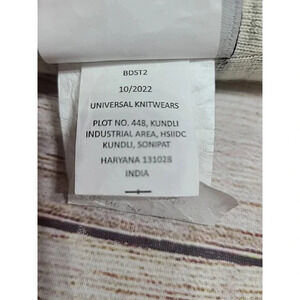 BDST2
10/2022
UNIVERSAL KNITWEARS
PLOT NO. 448, KUNDLI
INDUSTRIAL AREA, HSIIDC
KUNDLI, SONIPAT
HARYANA 131028
INDIA